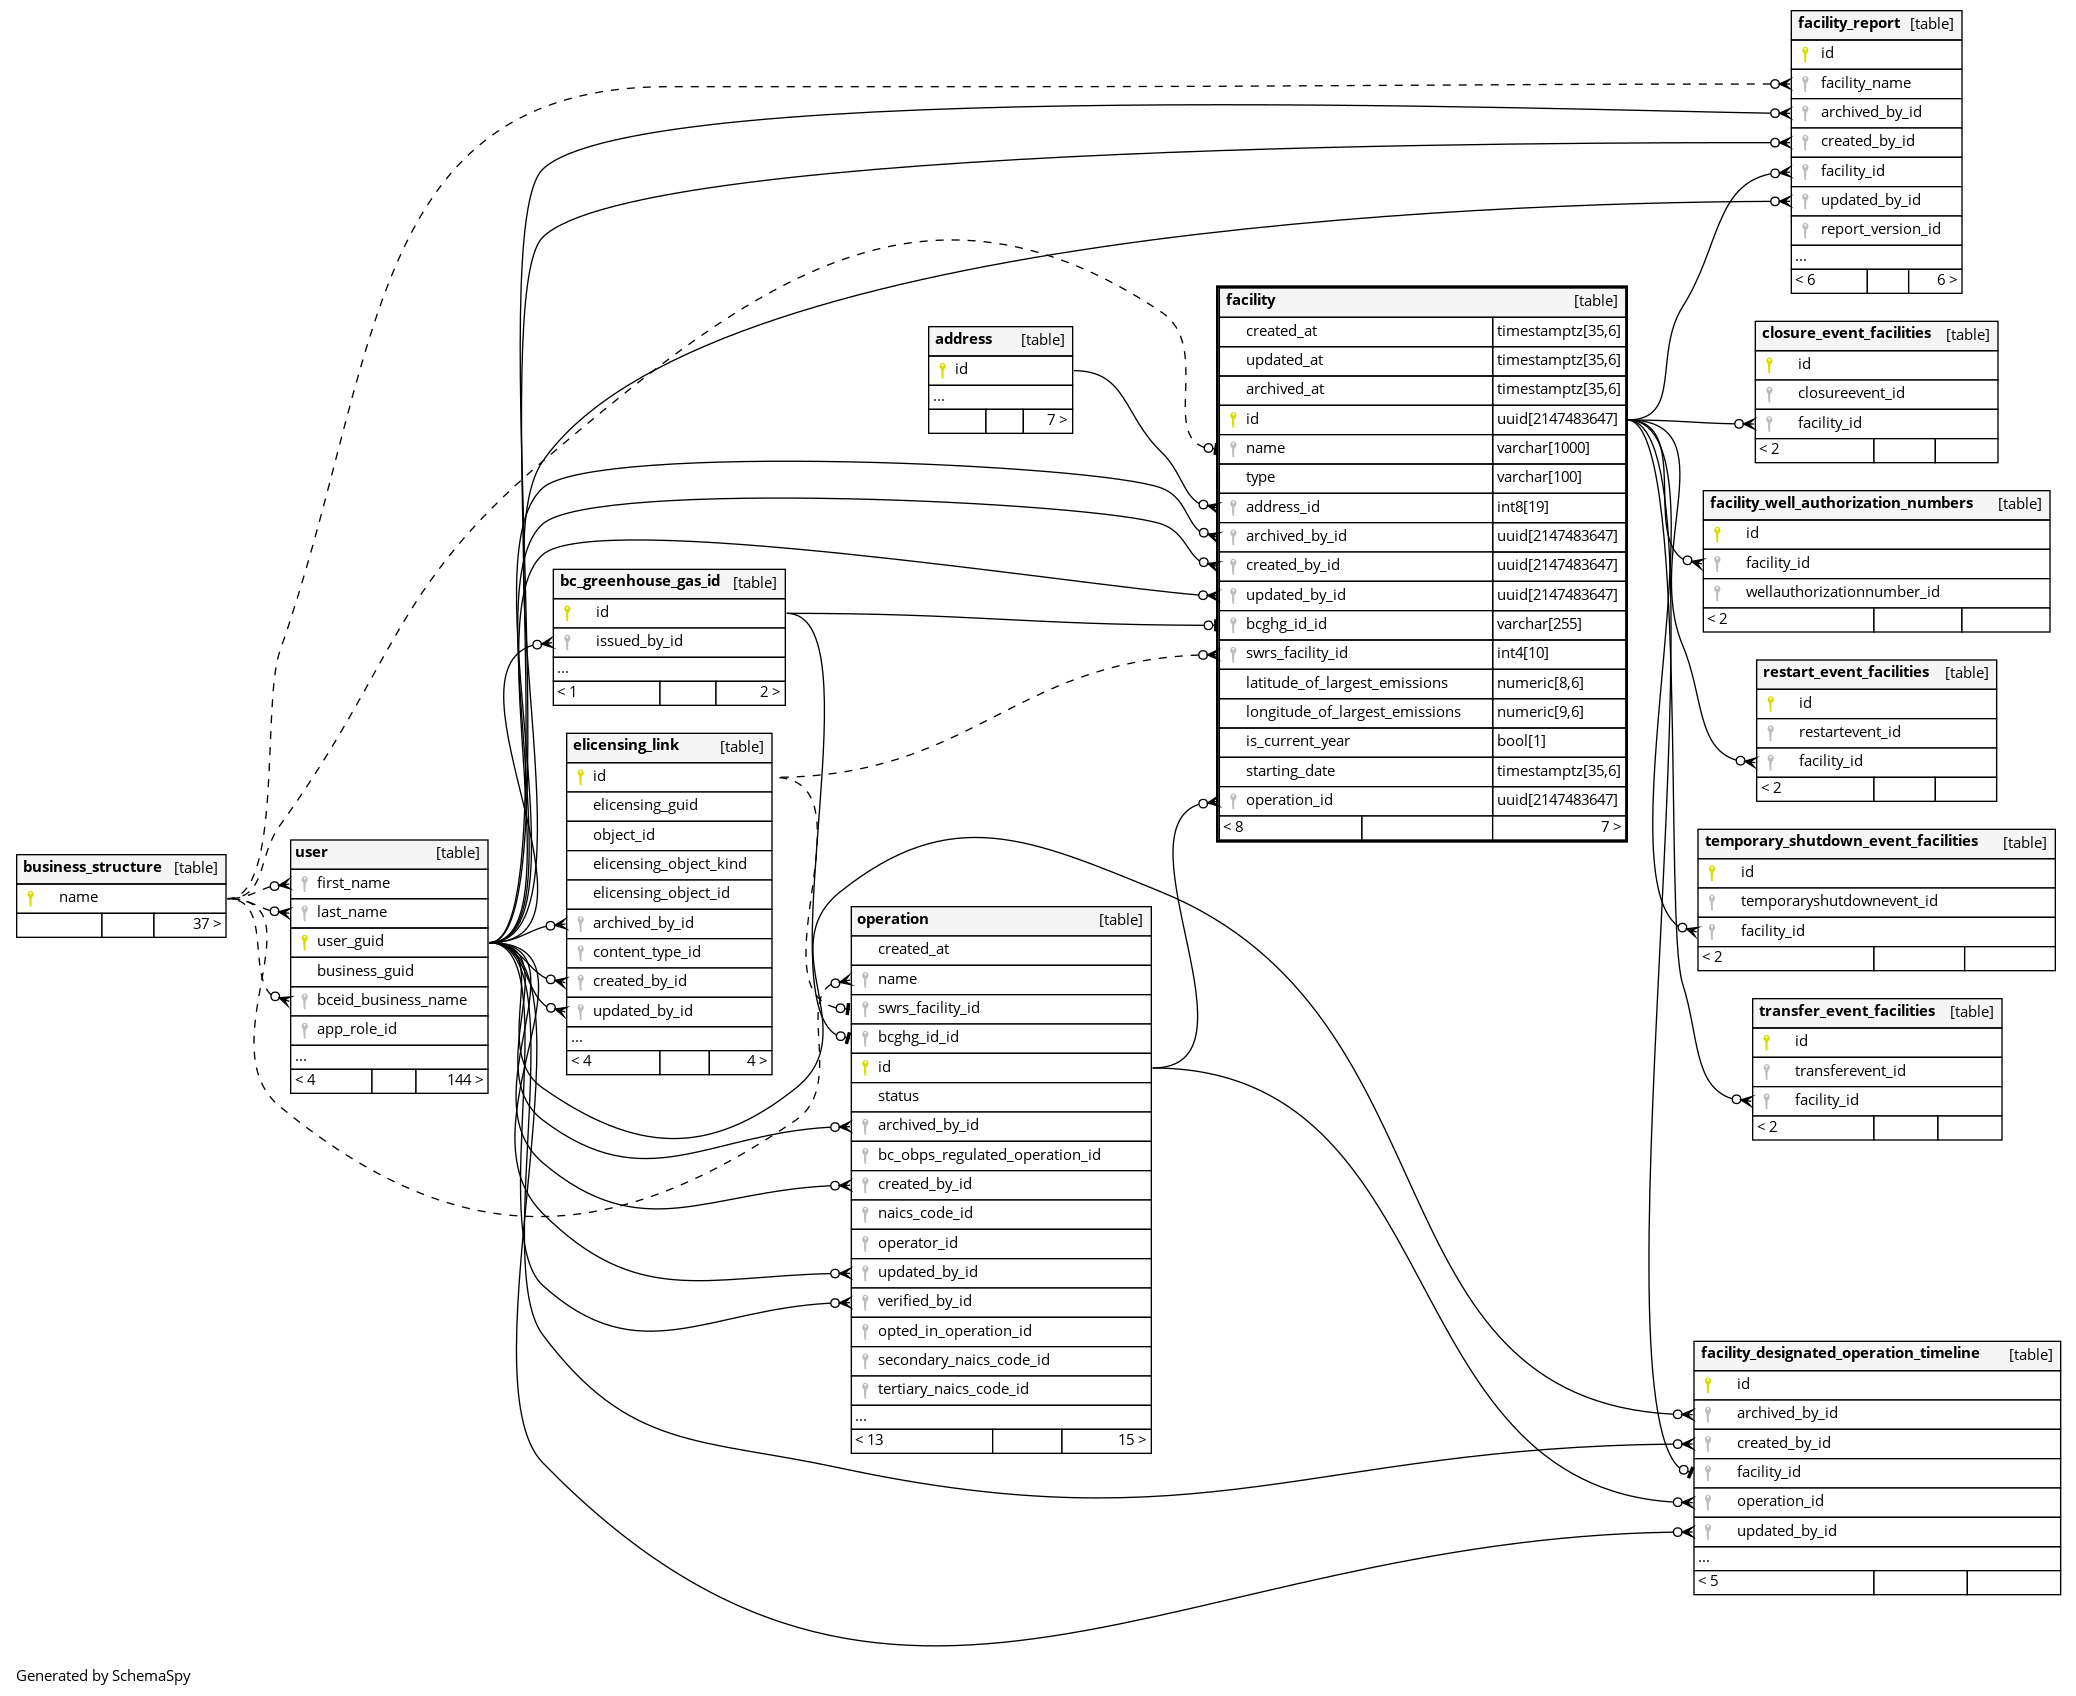 facility_report [table]
id
facility_name
archived_by_id
created_by_id
facility_id
updated_by_id
report_version_id
...
< 6 6 >
facility [table]
created_at timestamptz[35,6]
updated_at timestamptz[35,6]
archived_at timestamptz[35,6]
id uuid[2147483647]
name varchar[1000]
type varchar[100]
address_id int8[19]
archived_by_id uuid[2147483647]
created_by_id uuid[2147483647]
updated_by_id uuid[2147483647]
bcghg_id_id varchar[255]
swrs_facility_id int4[10]
latitude_of_largest_emissions numeric[8,6]
longitude_of_largest_emissions numeric[9,6]
is_current_year bool[1]
starting_date timestamptz[35,6]
operation_id uuid[2147483647]
< 8 7 >
address [table]
id
...
7 >
closure_event_facilities [table]
id
closureevent_id
facility_id
< 2
facility_well_authorization_numbers [table]
id
facility_id
wellauthorizationnumber_id
< 2
bc_greenhouse_gas_id [table]
id
issued_by_id
...
< 1 2 >
restart_event_facilities [table]
id
restartevent_id
facility_id
< 2
elicensing_link [table]
id
elicensing_guid
object_id
elicensing_object_kind
elicensing_object_id
archived_by_id
content_type_id
created_by_id
updated_by_id
...
< 4 4 >
temporary_shutdown_event_facilities [table]
id
temporaryshutdownevent_id
facility_id
< 2
business_structure [table]
name
37 >
user [table]
first_name
last_name
user_guid
business_guid
bceid_business_name
app_role_id
...
< 4 144 >
operation [table]
created_at
name
swrs_facility_id
bcghg_id_id
id
status
archived_by_id
bc_obps_regulated_operation_id
created_by_id
naics_code_id
operator_id
updated_by_id
verified_by_id
opted_in_operation_id
secondary_naics_code_id
tertiary_naics_code_id
...
< 13 15 >
transfer_event_facilities [table]
id
transferevent_id
facility_id
< 2
facility_designated_operation_timeline [table]
id
archived_by_id
created_by_id
facility_id
operation_id
updated_by_id
...
< 5
Generated by SchemaSpy